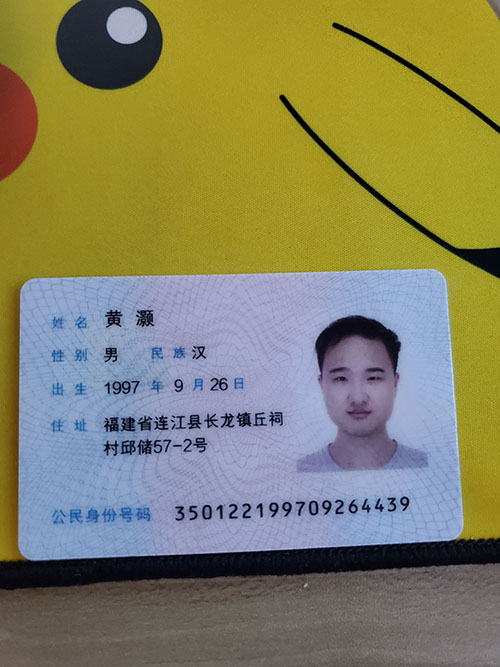 姓名 黄灏
性别 男 民族 汉
出生 1997 年 9 月 26 日
住址 福建省连江县长龙镇丘祠
村邱储57-2号
公民身份号码 350122199709264439